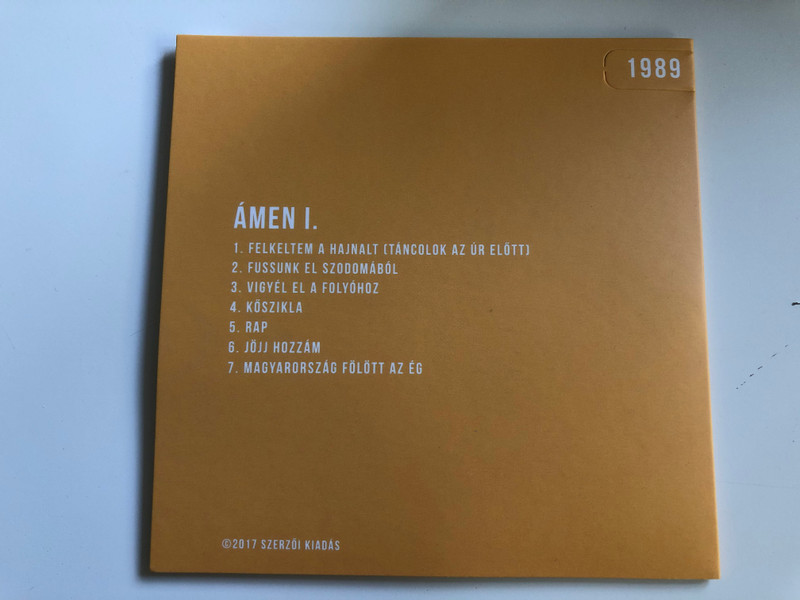 1989
ÁMEN I.
1. FELKELTEM A HAJNALT (TÁNCOLOK AZ ÚR ELŐTT)
2. FUSSUNK EL SZODOMÁBÓL
3. VIGYÉL EL A FOLYÓHOZ
4. KŐSZIKLA
5. RAP
6. JÖJJ HOZZÁM
7. MAGYARORSZÁG FÖLÖTT AZ ÉG
©2017 SZERZŐI KIADÁS